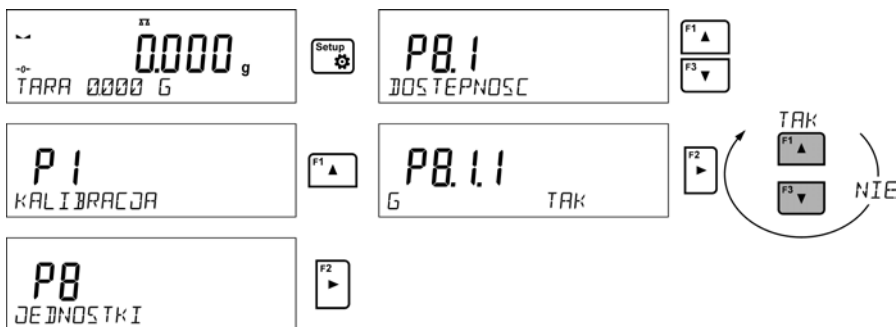 0.000 g
TARA 0.000 G
Setup
P8.1
DOSTEPNOSC
F1
F3
P1
KALIBRACJA
F1
P8.1.1
G TAK
F2
TAK
F1
F3
NIE
P8
JEDNOSTKI
F2